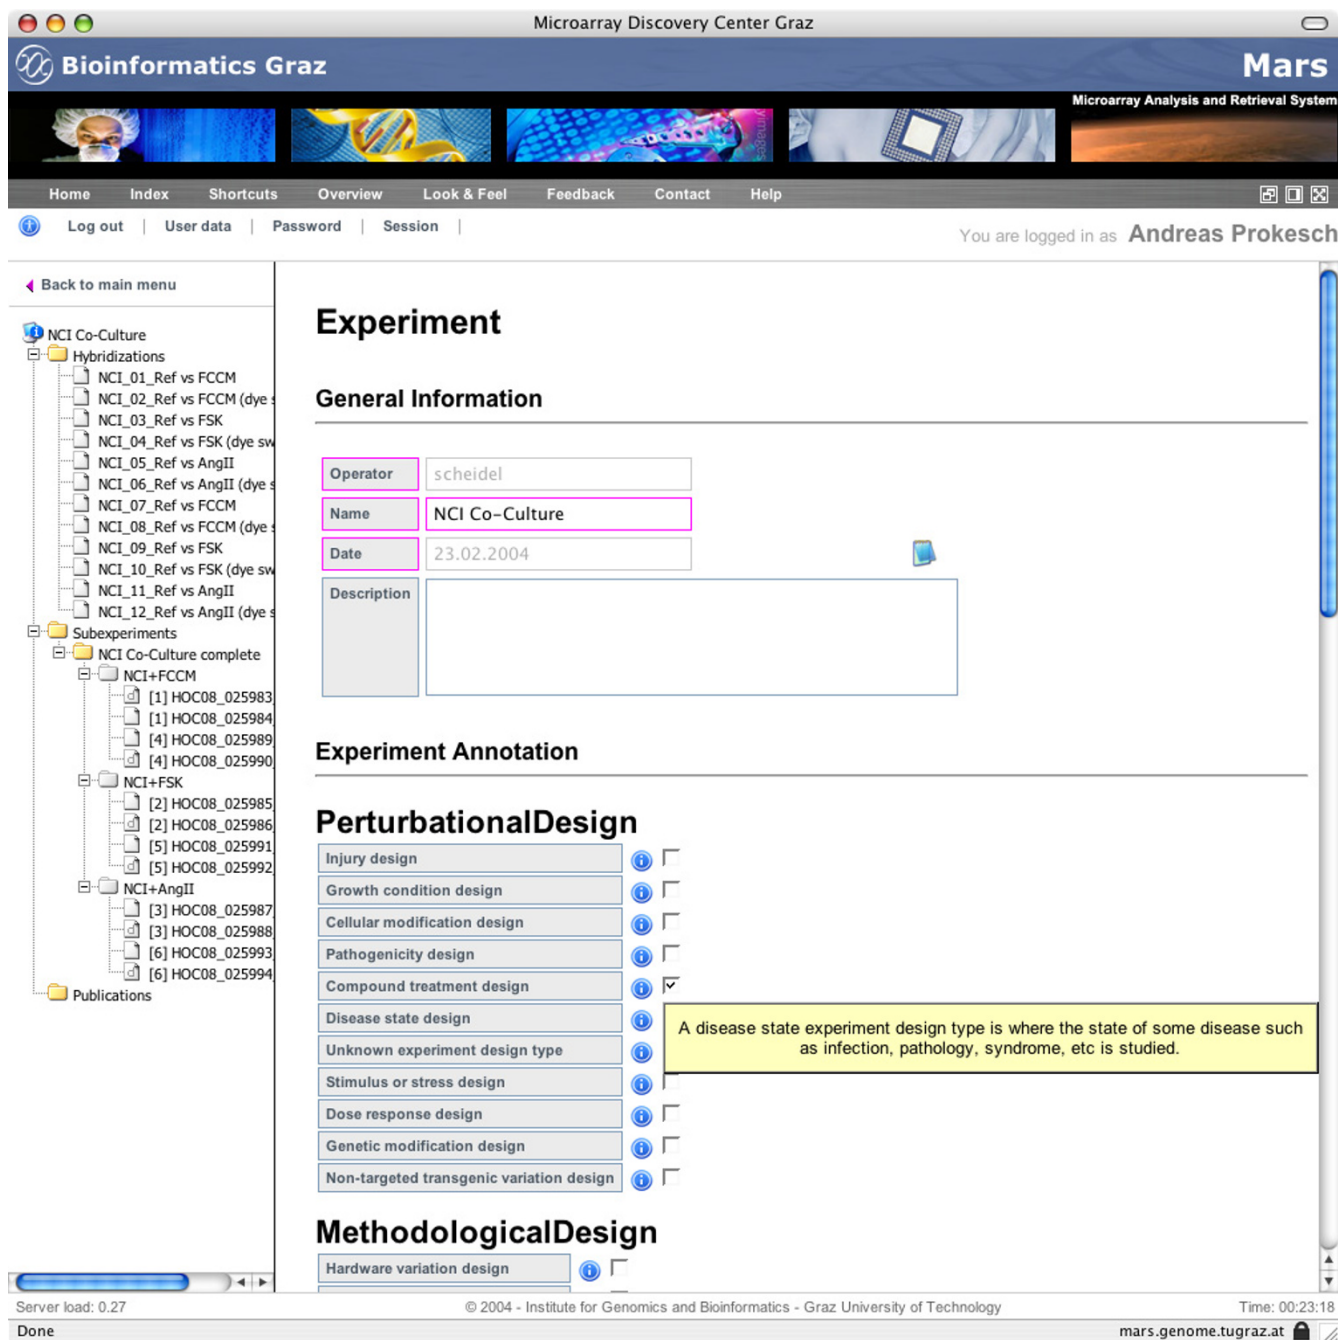 Microarray Discovery Center Graz
Bioinformatics Graz
Mars
Microarray Analysis and Retrieval System
Home Index Shortcuts Overview Look & Feel Feedback Contact Help
Log out | User data | Password | Session |
You are logged in as Andreas Prokesch
Back to main menu
NCI Co-Culture
Hybridizations
NCI_01_Ref vs FCCM
NCI_02_Ref vs FCCM (dye s
NCI_03_Ref vs FSK
NCI_04_Ref vs FSK (dye sw
NCI_05_Ref vs AngII
NCI_06_Ref vs AngII (dye s
NCI_07_Ref vs FCCM
NCI_08_Ref vs FCCM (dye s
NCI_09_Ref vs FSK
NCI_10_Ref vs FSK (dye sw
NCI_11_Ref vs AngII
NCI_12_Ref vs AngII (dye s
Subexperiments
NCI Co-Culture complete
NCI+FCCM
[1] HOC08_025983
[1] HOC08_025984
[4] HOC08_025989
[4] HOC08_025990
NCI+FSK
[2] HOC08_025985
[2] HOC08_025986
[5] HOC08_025991
[5] HOC08_025992
NCI+AngII
[3] HOC08_025987
[3] HOC08_025988
[6] HOC08_025993
[6] HOC08_025994
Publications
Experiment
General Information
Operator scheidel
Name NCI Co-Culture
Date 23.02.2004
Description
Experiment Annotation
PerturbationalDesign
Injury design
Growth condition design
Cellular modification design
Pathogenicity design
Compound treatment design
Disease state design
Unknown experiment design type
Stimulus or stress design
Dose response design
Genetic modification design
Non-targeted transgenic variation design
A disease state experiment design type is where the state of some disease such
as infection, pathology, syndrome, etc is studied.
MethodologicalDesign
Hardware variation design
Server load: 0.27
© 2004 - Institute for Genomics and Bioinformatics - Graz University of Technology
Time: 00:23:18
Done
mars.genome.tugraz.at